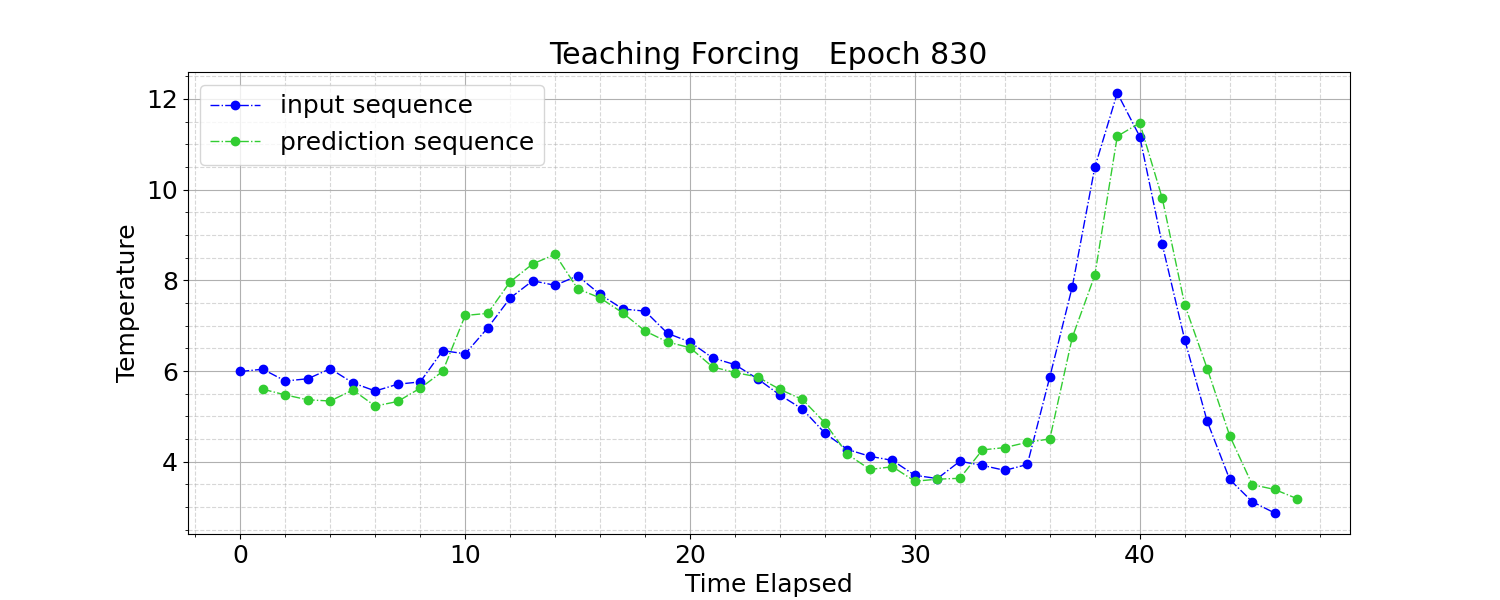 Teaching Forcing   Epoch 830
input sequence
prediction sequence
Temperature
12
10
8
6
4
0 10 20 30 40
Time Elapsed